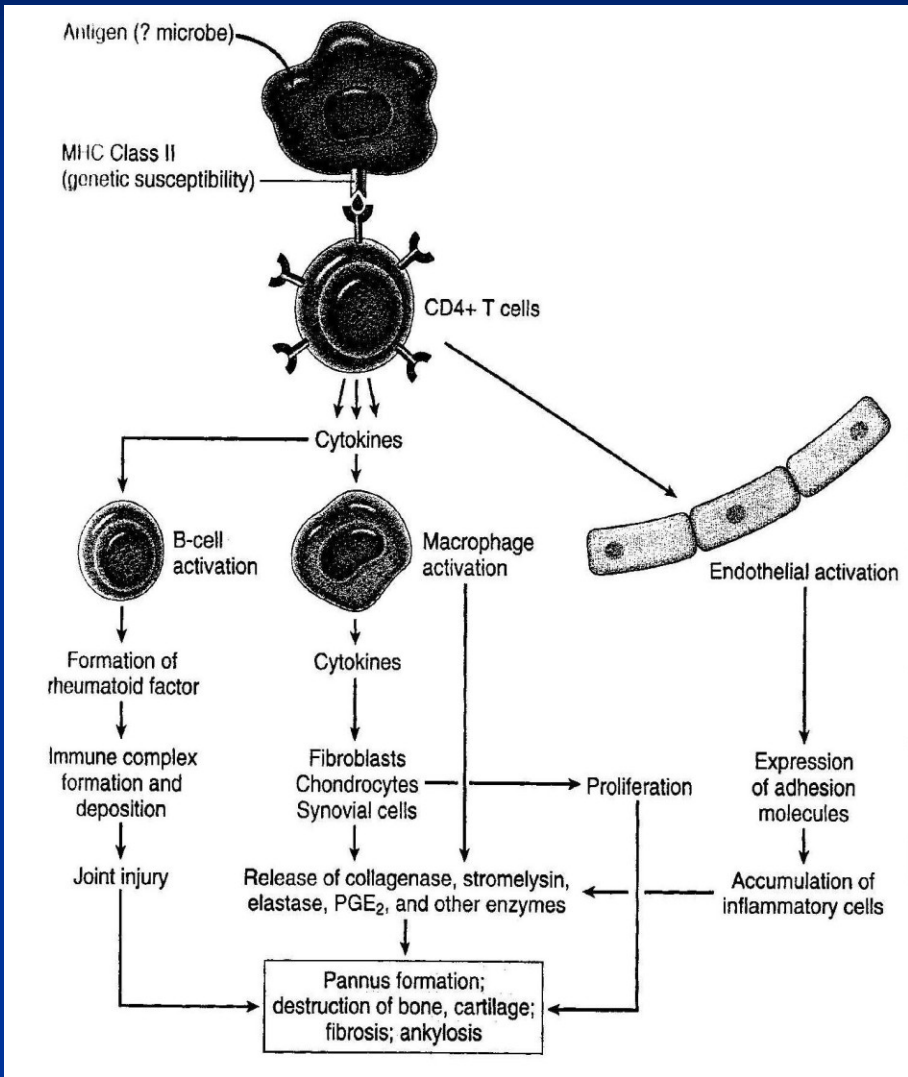 Antigen (? microbe)
MHC Class II
(genetic susceptibility)
CD4+ T cells
Cytokines
B-cell
activation
Macrophage
activation
Endothelial activation
Formation of
rheumatoid factor
Cytokines
Immune complex
formation and
deposition
Fibroblasts
Chondrocytes
Synovial cells
Proliferation
Expression
of adhesion
molecules
Joint injury
Release of collagenase, stromelysin,
elastase, PGE₂, and other enzymes
Accumulation of
inflammatory cells
Pannus formation;
destruction of bone, cartilage;
fibrosis; ankylosis